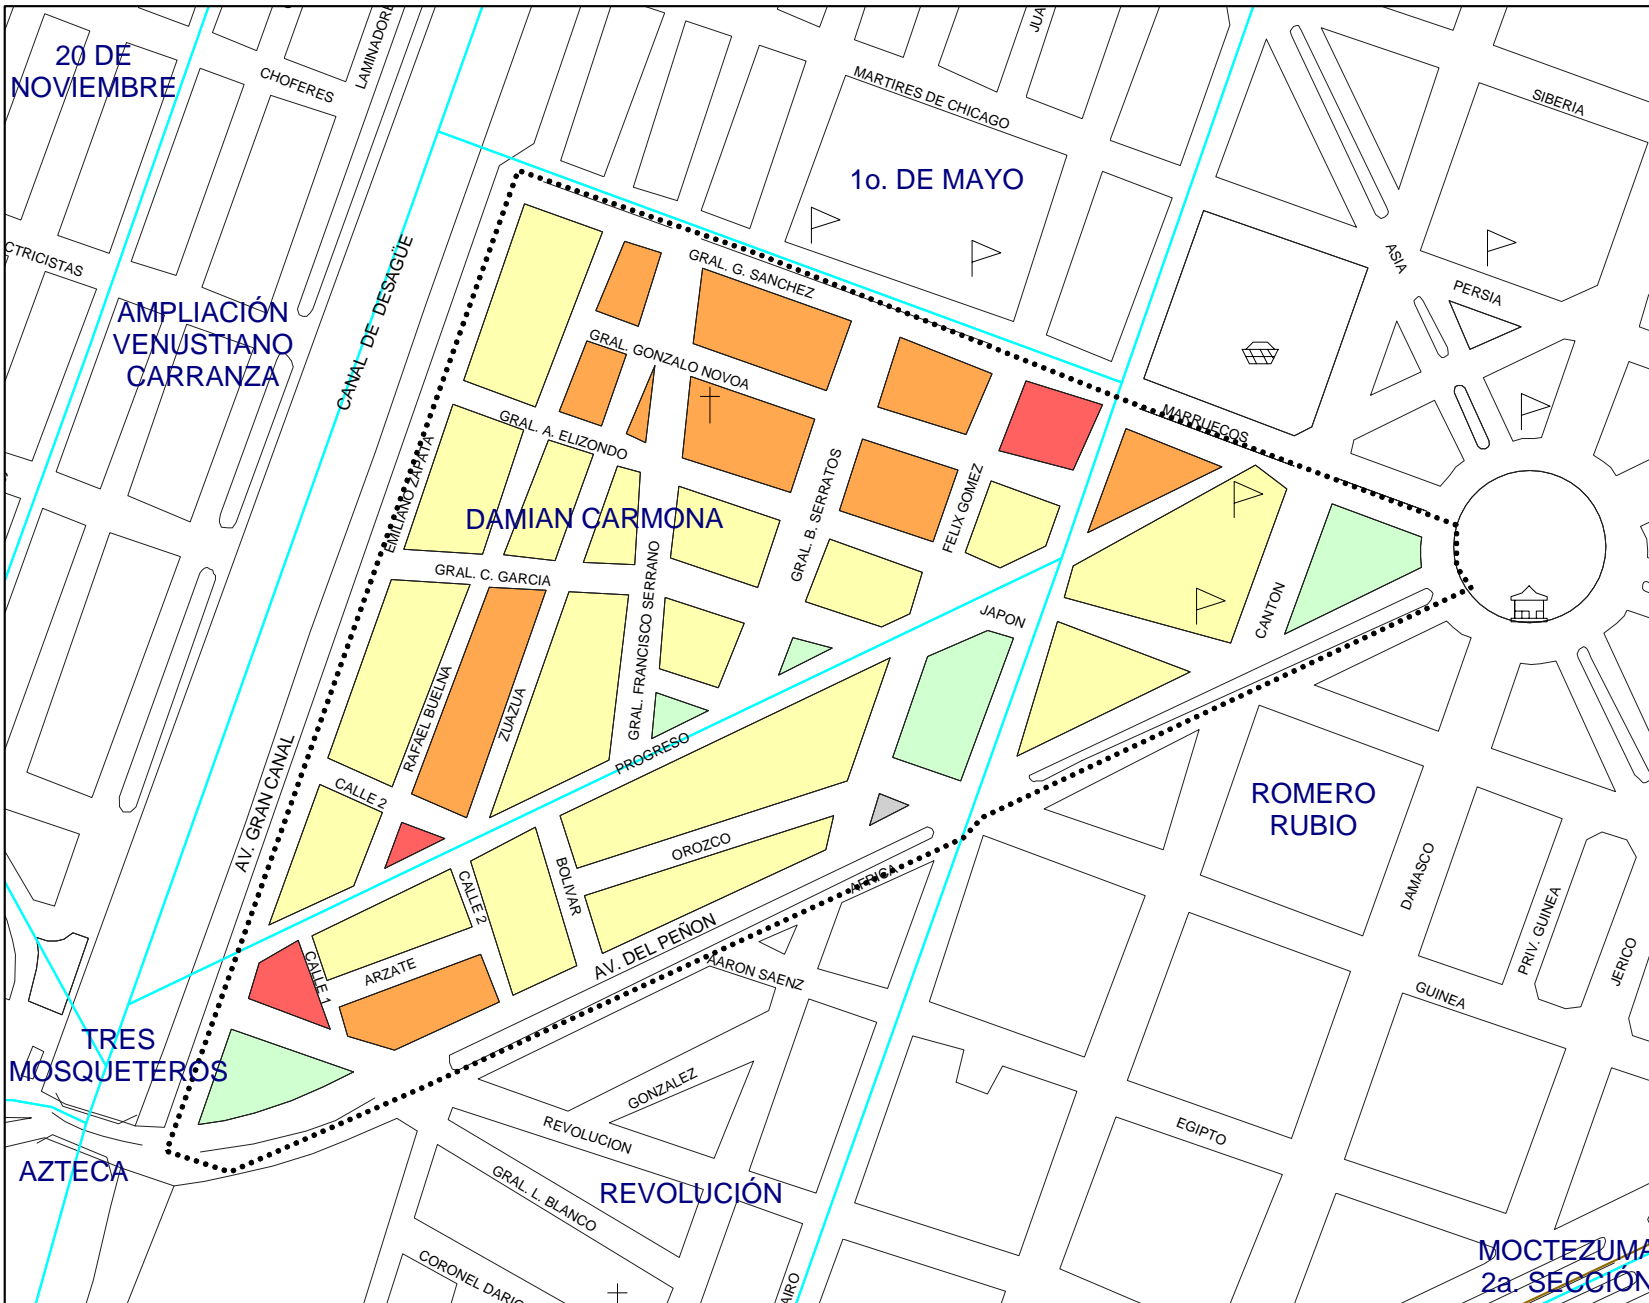 20 DE
NOVIEMBRE
CHOFERES
MARTIRES DE CHICAGO
SIBERIA
1o. DE MAYO
CANAL DE DESAGÜE
GRAL. G. SANCHEZ
ASIA
PERSIA
AMPLIACIÓN
VENUSTIANO
CARRANZA
GRAL. GONZALO NOVOA
MARRUECOS
GRAL. A. ELIZONDO
EMILIANO ZAPATA
DAMIAN CARMONA
GRAL. B. SERRATOS
FELIX GOMEZ
GRAL. C. GARCIA
GRAL. FRANCISCO SERRANO
JAPON
CANTON
RAFAEL BUELNA
ZUAZUA
PROGRESO
AV. GRAN CANAL
CALLE 2
ROMERO
RUBIO
OROZCO
BOLIVAR
CALLE 2
AFRICA
DAMASCO
AV. DEL PEÑON
CALLE 1
ARZATE
AARON SAENZ
PRIV. GUINEA
JERICO
GUINEA
TRES
MOSQUETEROS
GONZALEZ
REVOLUCION
EGIPTO
AZTECA
GRAL. L. BLANCO
REVOLUCIÓN
MOCTEZUMA
2a. SECCIÓN